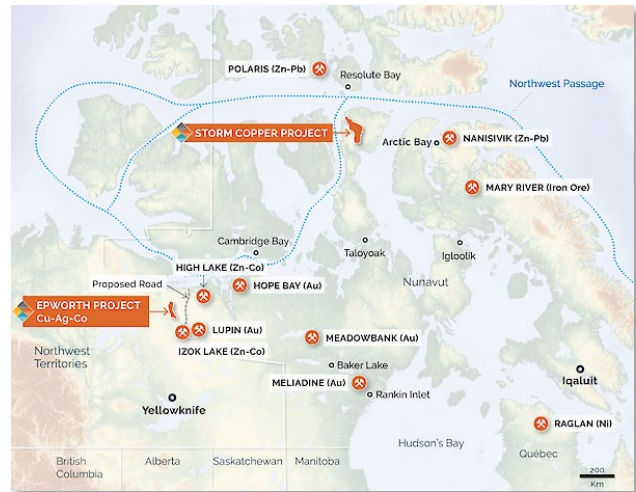 POLARIS (Zn-Pb)
Resolute Bay
Northwest Passage
STORM COPPER PROJECT
Arctic Bay
NANISIVIK (Zn-Pb)
MARY RIVER (Iron Ore)
Cambridge Bay
Taloyoak
Igloolik
HIGH LAKE (Zn-Co)
Proposed Road
HOPE BAY (Au)
Nunavut
EPWORTH PROJECT
Cu-Ag-Co
LUPIN (Au)
MEADOWBANK (Au)
IZOK LAKE (Zn-Co)
Northwest
Territories
Baker Lake
MELIADINE (Au)
Rankin Inlet
Iqaluit
Yellowknife
RAGLAN (Ni)
Hudson's Bay
Québec
British
Columbia
Alberta
Saskatchewan
Manitoba
200
Km